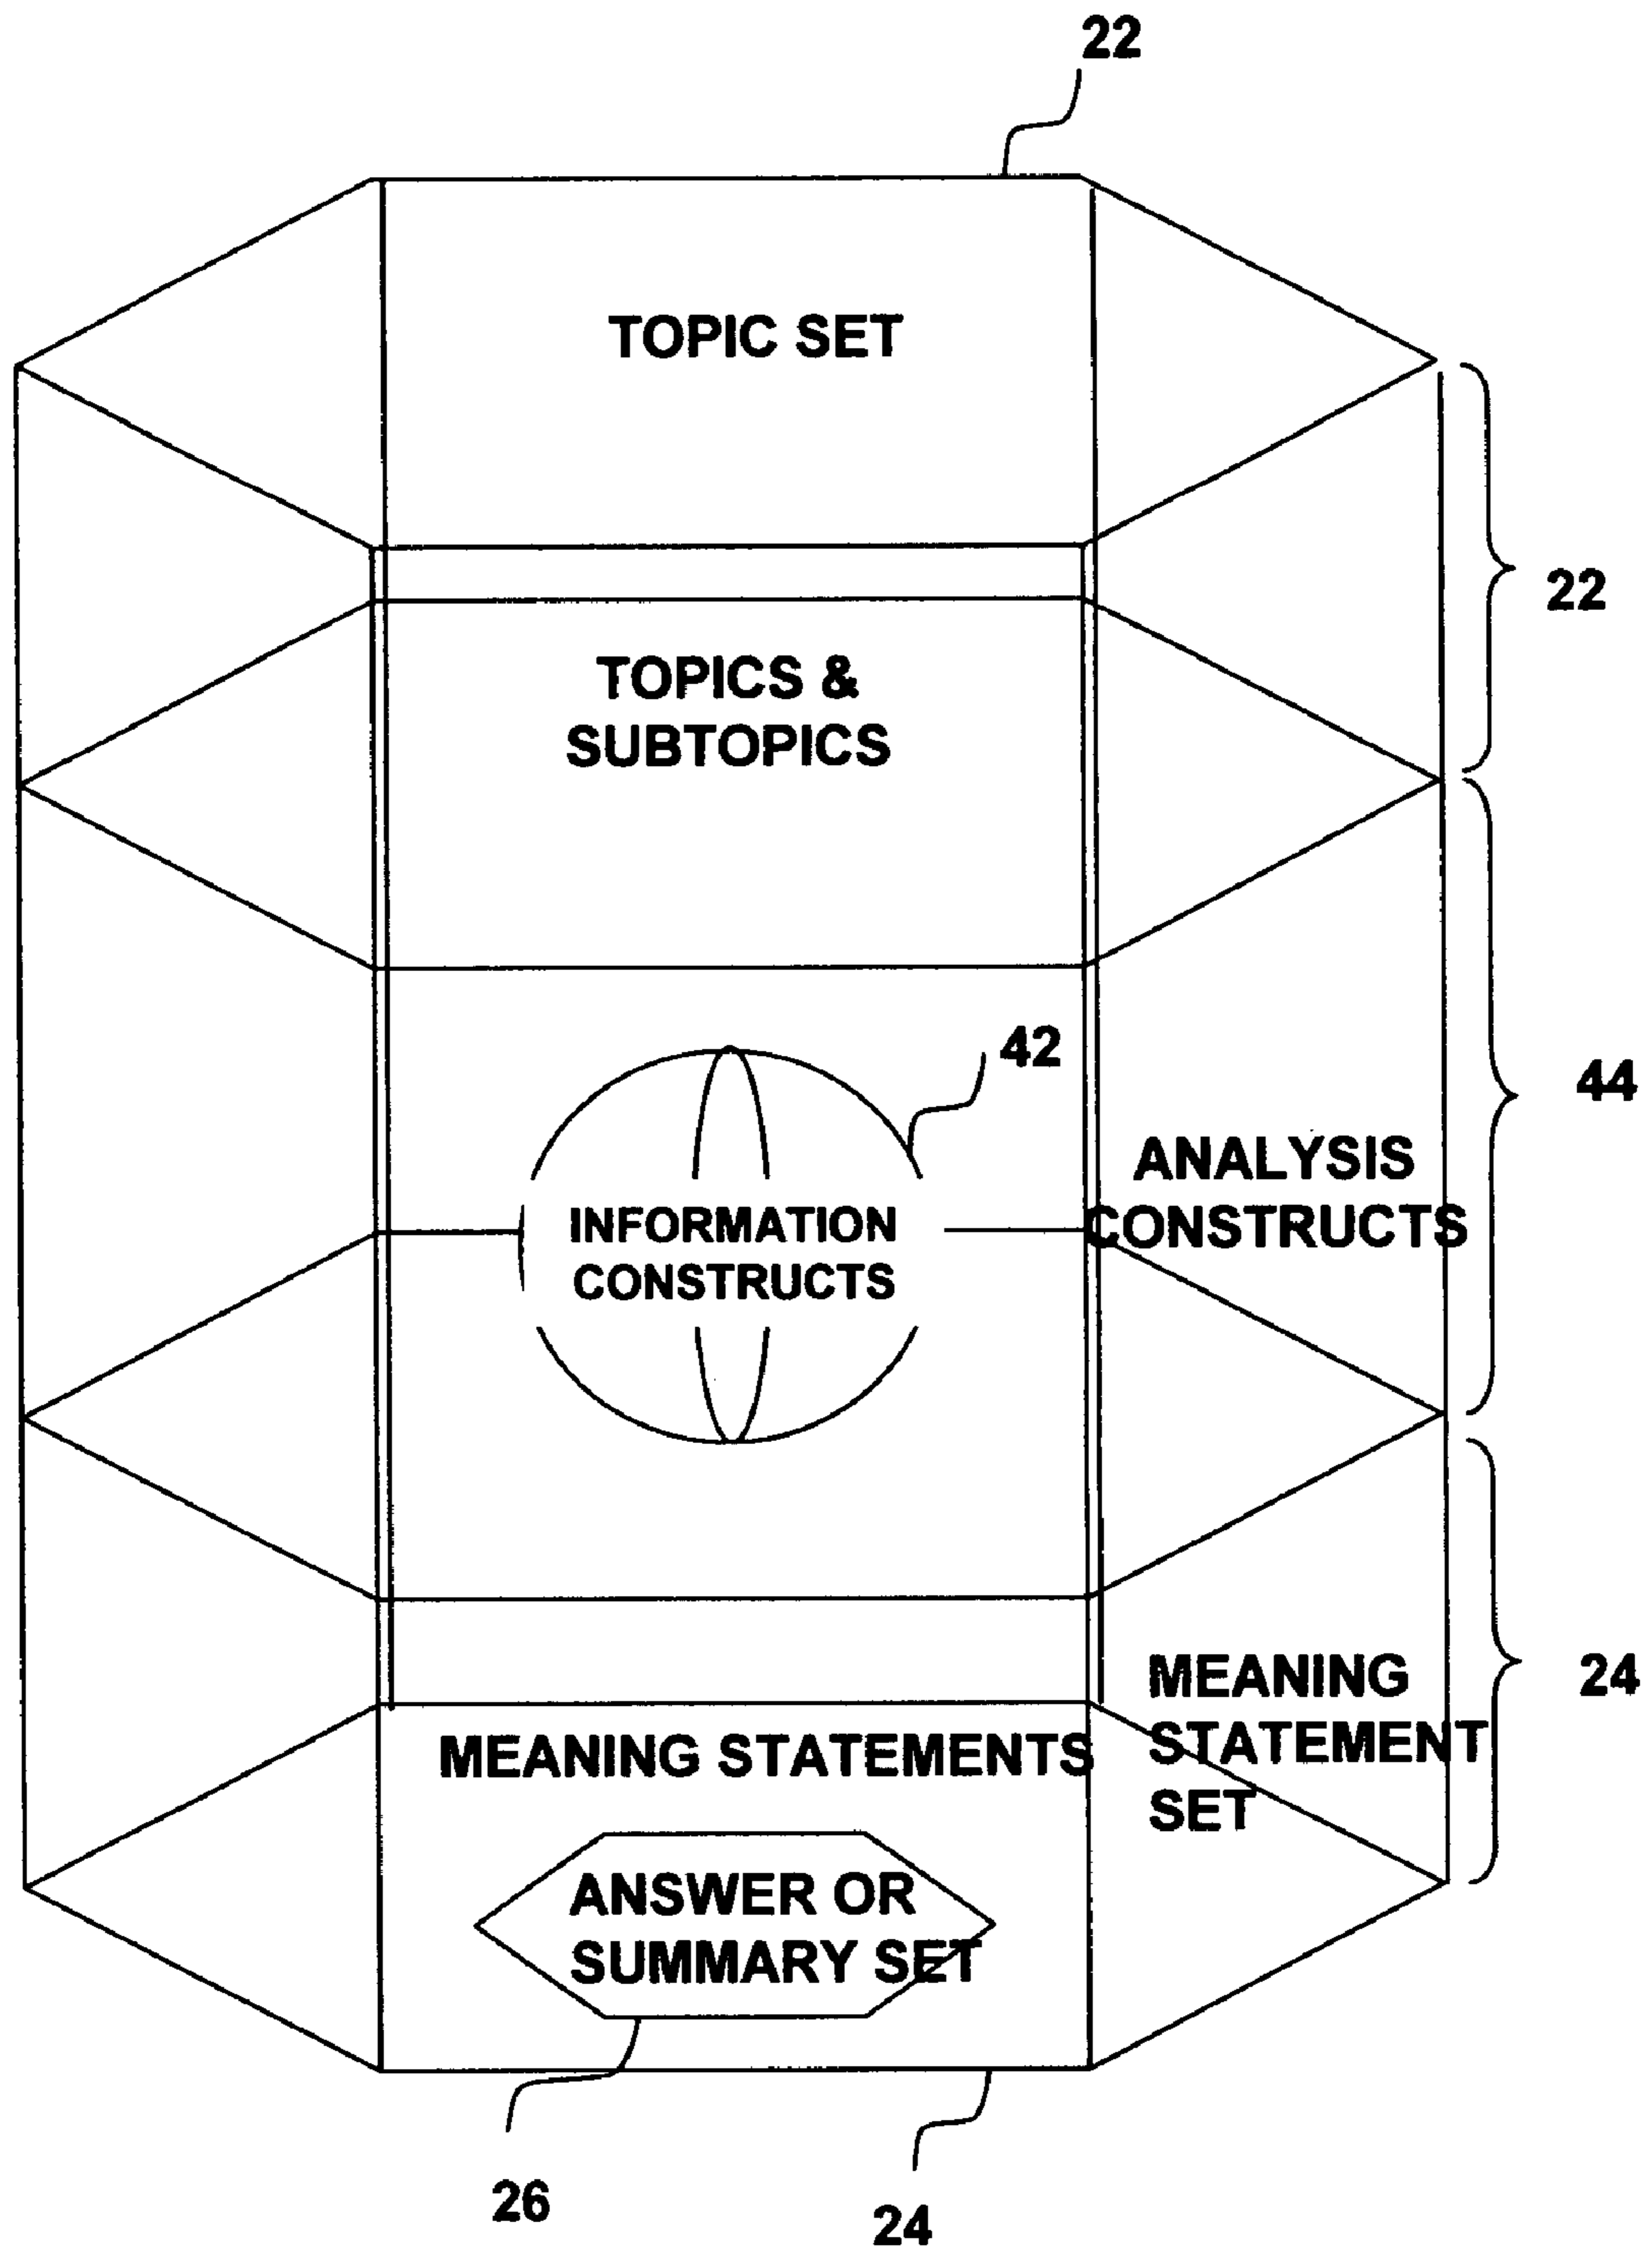 22
TOPIC SET
22
TOPICS &
SUBTOPICS
42
44
ANALYSIS
CONSTRUCTS
INFORMATION
CONSTRUCTS
24
MEANING
STATEMENT
SET
MEANING STATEMENTS
ANSWER OR
SUMMARY SET
26
24